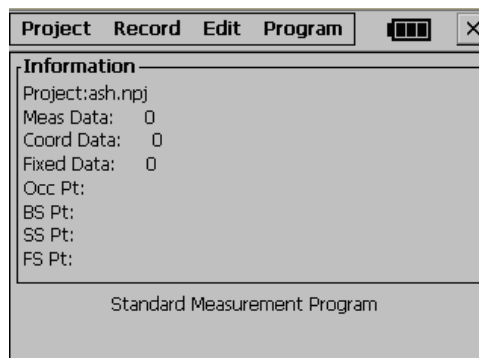 Project Record Edit Program
Information
Project:ash.npj
Meas Data: 0
Coord Data: 0
Fixed Data: 0
Occ Pt:
BS Pt:
SS Pt:
FS Pt:
Standard Measurement Program